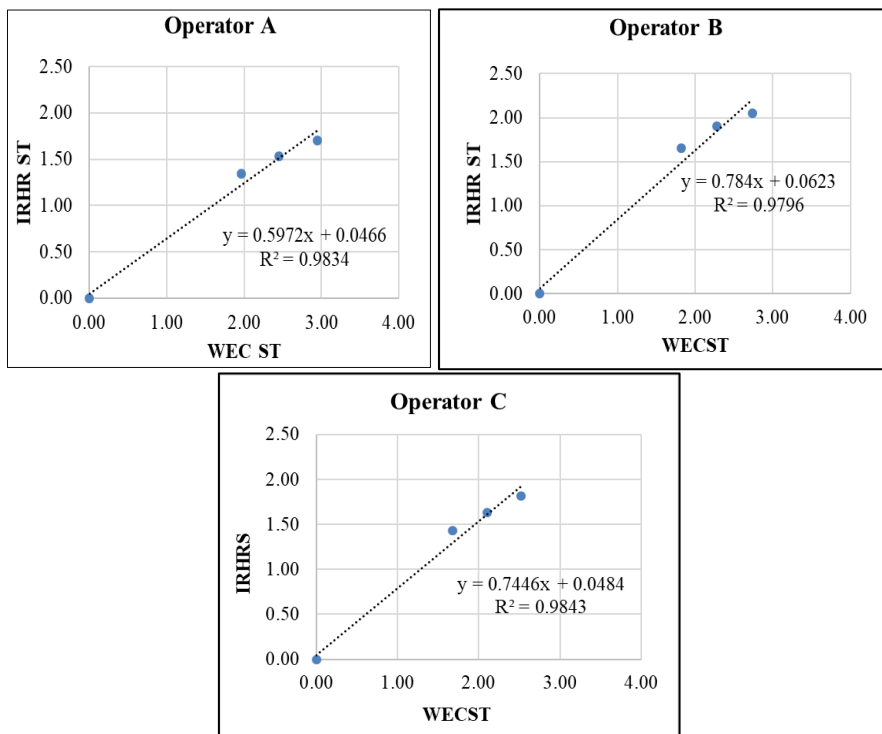 Operator A
2.50
2.00
1.50
1.00
0.50
0.00
IRHR ST
y = 0.5972x + 0.0466
R² = 0.9834
0.00 1.00 2.00 3.00 4.00
WEC ST
Operator B
2.50
2.00
1.50
1.00
0.50
0.00
IRHR ST
y = 0.784x + 0.0623
R² = 0.9796
0.00 1.00 2.00 3.00 4.00
WECST
Operator C
2.50
2.00
1.50
1.00
0.50
0.00
IRHRS
y = 0.7446x + 0.0484
R² = 0.9843
0.00 1.00 2.00 3.00 4.00
WECST